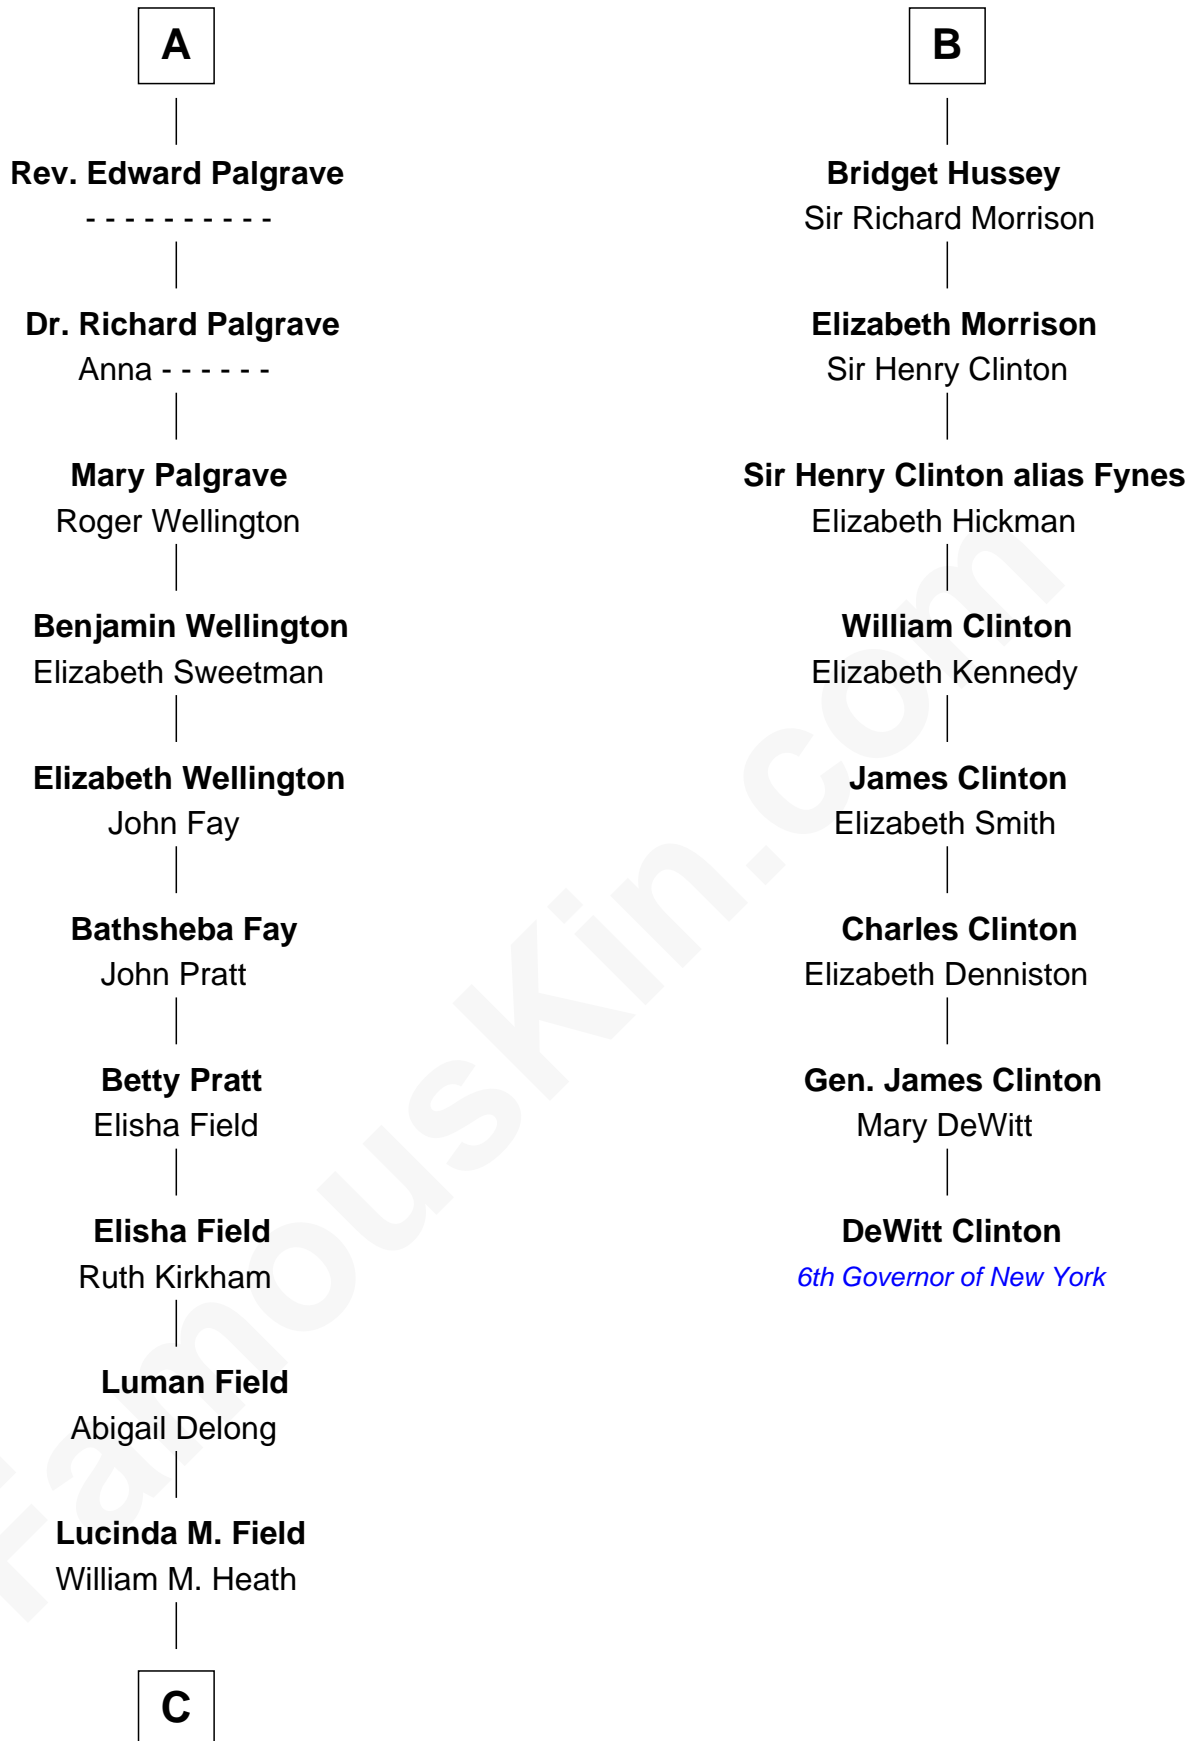 A
Rev. Edward Palgrave
- - - - - - - - - -
Dr. Richard Palgrave
Anna - - - - - -
Mary Palgrave
Roger Wellington
Benjamin Wellington
Elizabeth Sweetman
Elizabeth Wellington
John Fay
Bathsheba Fay
John Pratt
Betty Pratt
Elisha Field
Elisha Field
Ruth Kirkham
Luman Field
Abigail Delong
Lucinda M. Field
William M. Heath
C
B
Bridget Hussey
Sir Richard Morrison
Elizabeth Morrison
Sir Henry Clinton
Sir Henry Clinton alias Fynes
Elizabeth Hickman
William Clinton
Elizabeth Kennedy
James Clinton
Elizabeth Smith
Charles Clinton
Elizabeth Denniston
Gen. James Clinton
Mary DeWitt
DeWitt Clinton
6th Governor of New York
FamousKin.com